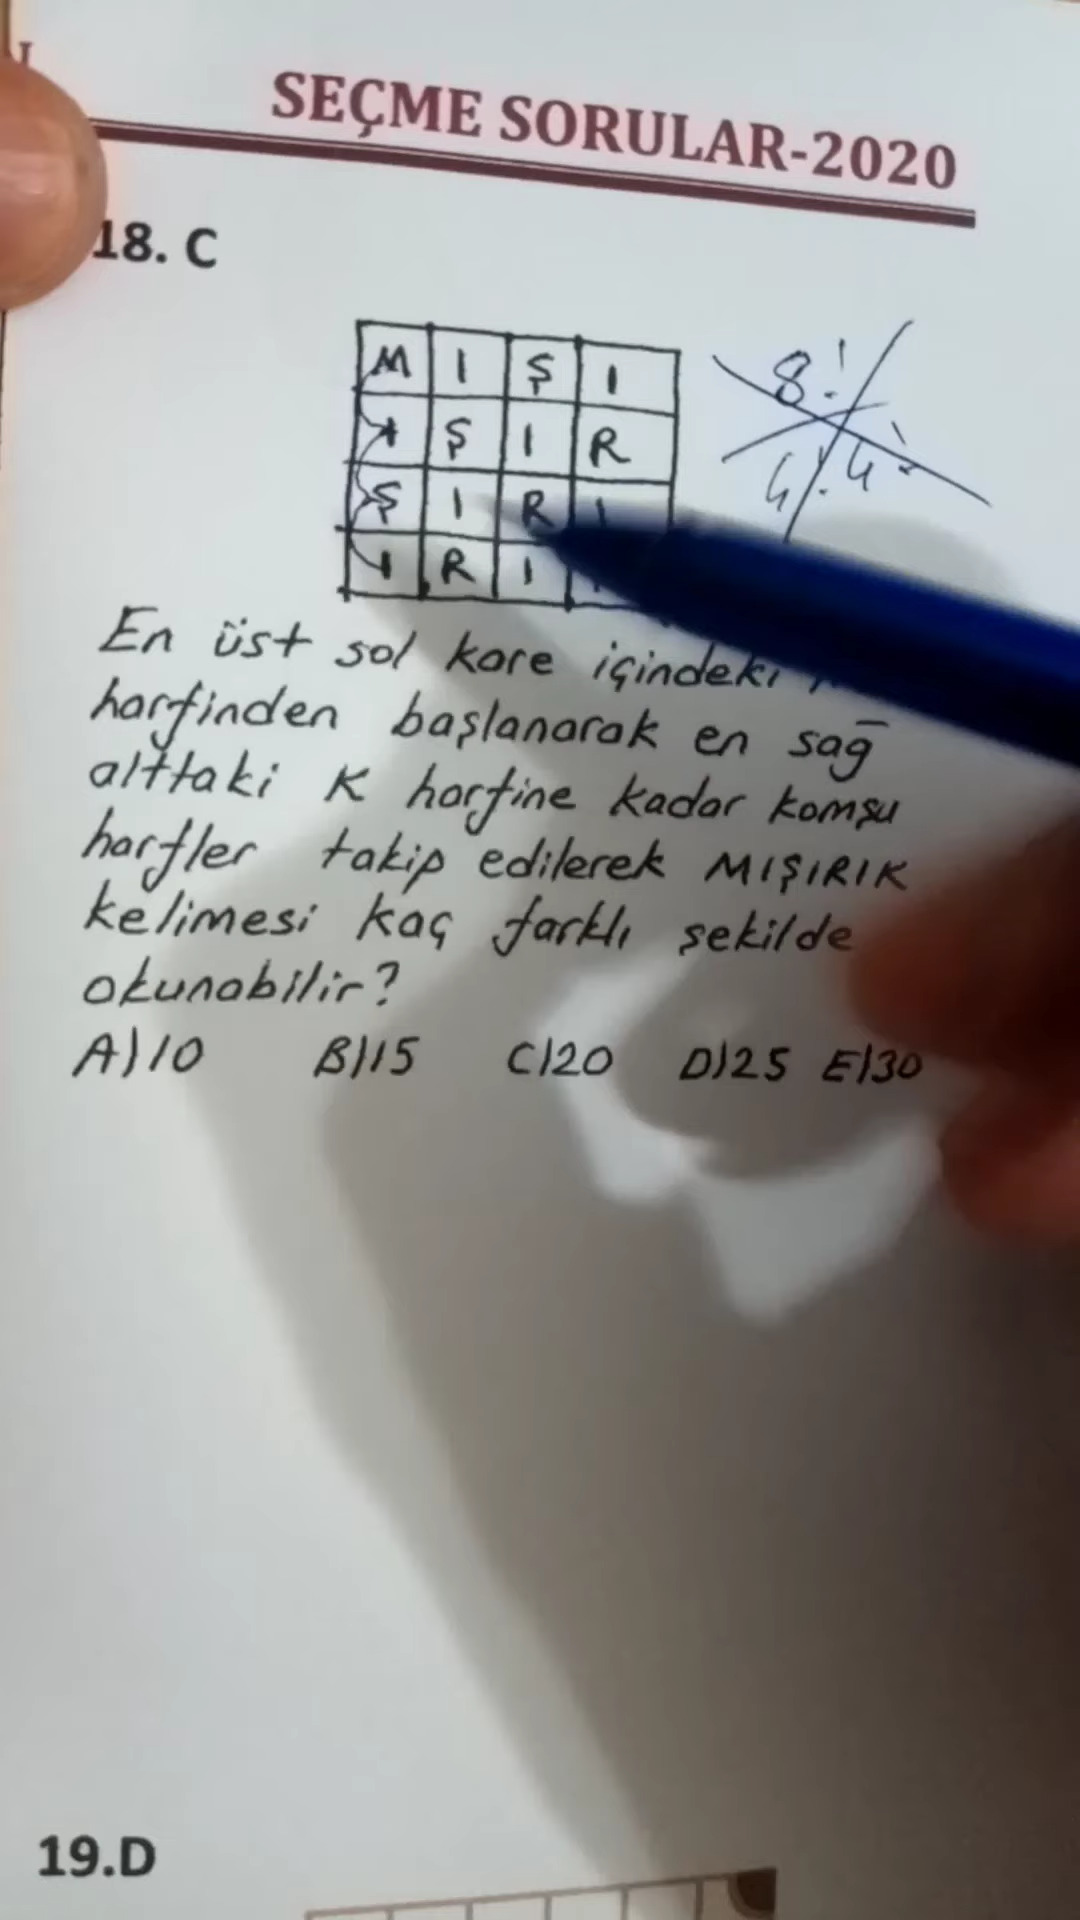 SEÇME SORULAR-2020
18. C
M I Ş I
I Ş I R
Ş I R I
I R I
8!
4!.4!
En üst sol kare içindeki
harfinden başlanarak en sağ
alttaki K harfine kadar komşu
harfler takip edilerek MIŞIRIK
kelimesi kaç farklı şekilde
okunabilir?
A)10 B)15 C)20 D)25 E)30
19.D